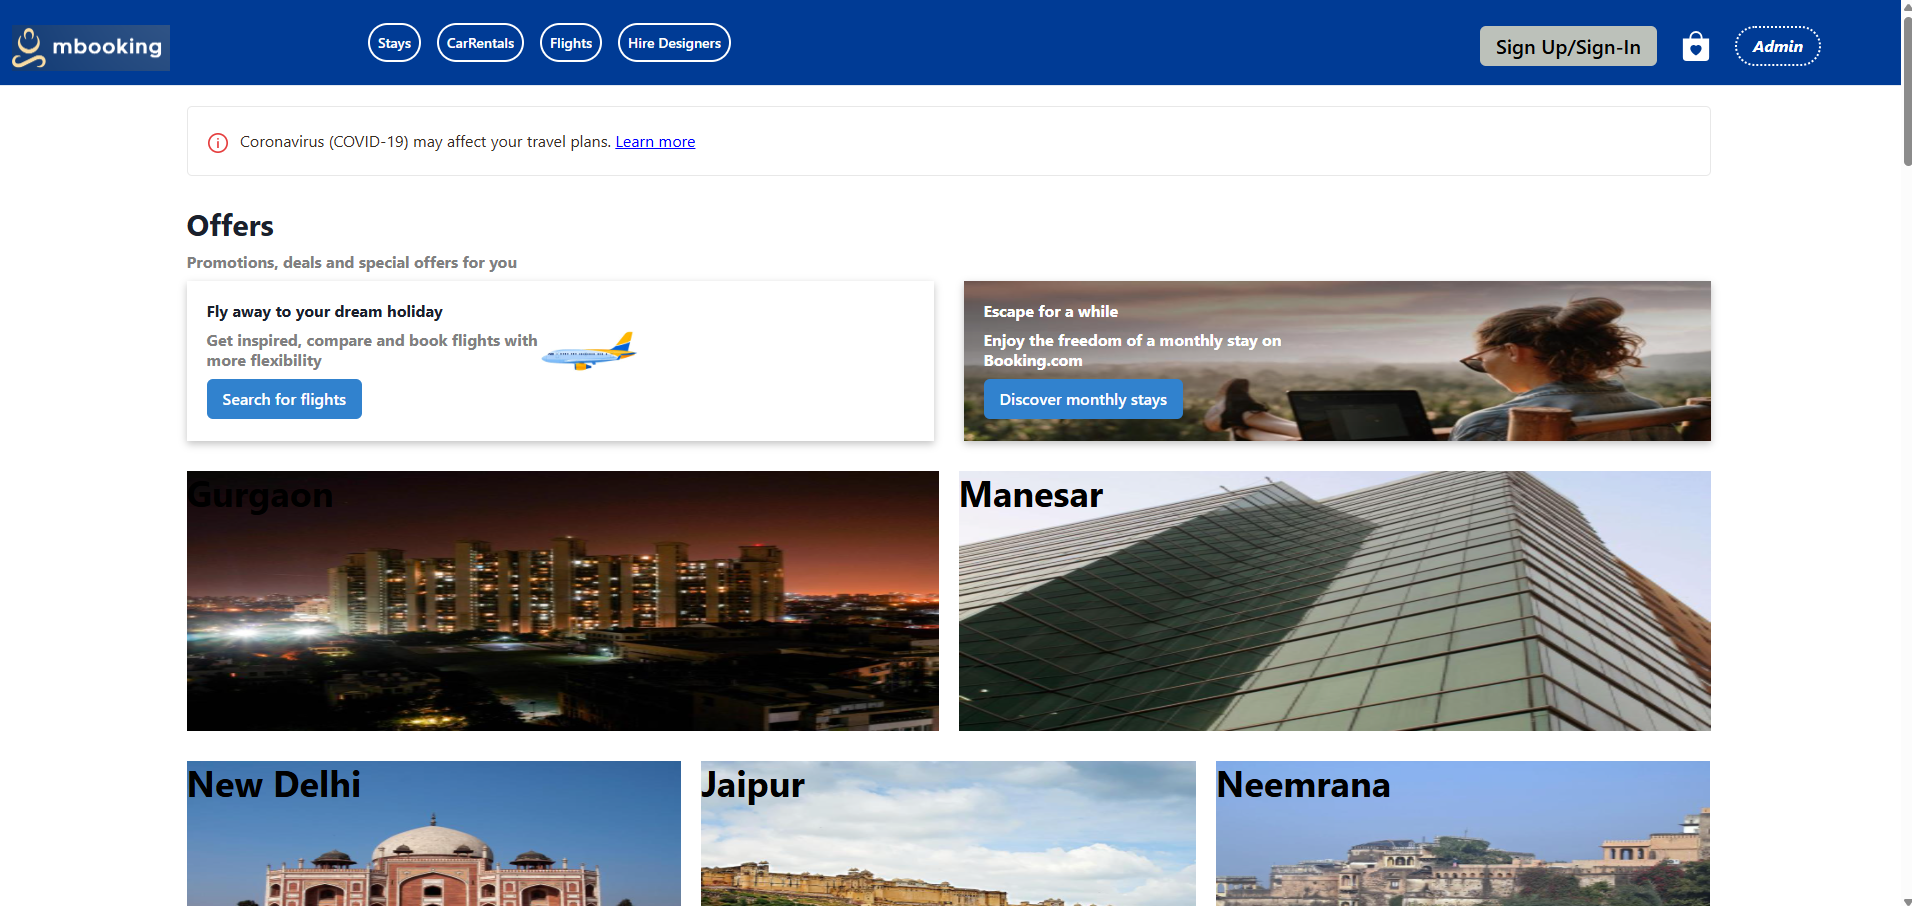 mbooking
Stays
CarRentals
Flights
Hire Designers
Sign Up/Sign-In
Admin
Coronavirus (COVID-19) may affect your travel plans. Learn more
Offers
Promotions, deals and special offers for you
Fly away to your dream holiday
Get inspired, compare and book flights with
more flexibility
Search for flights
Escape for a while
Enjoy the freedom of a monthly stay on
Booking.com
Discover monthly stays
Gurgaon
Manesar
New Delhi
Jaipur
Neemrana